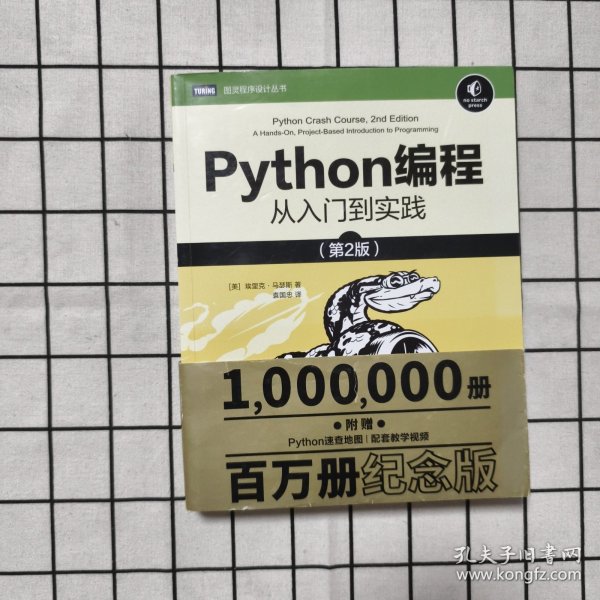 TURING 图灵程序设计丛书
no starch
press
Python Crash Course, 2nd Edition
A Hands-On, Project-Based Introduction to Programming
Python编程
从入门到实践
（第2版）
［美］埃里克·马瑟斯 著
袁国忠 译
1,000,000册
•附赠•
Python速查地图｜配套教学视频
百万册纪念版
孔夫子旧书网
www.kongfz.com